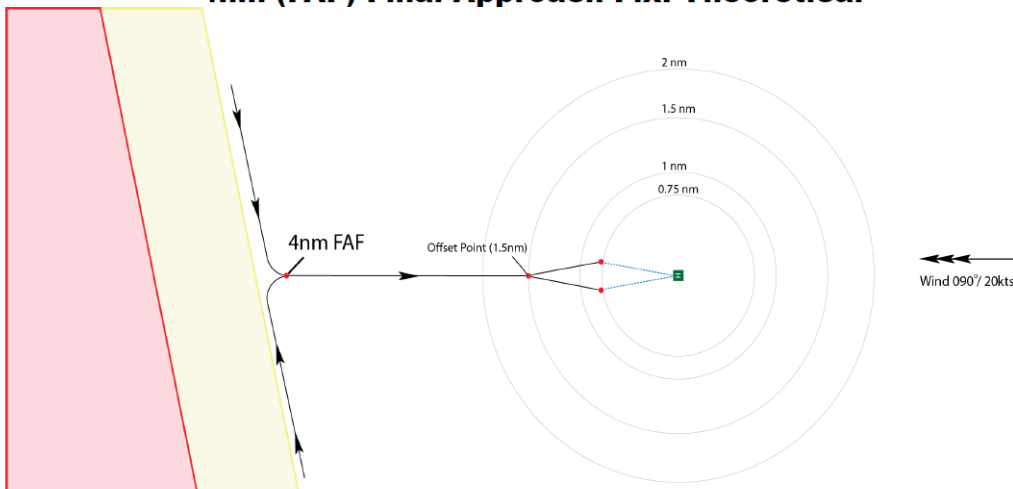 (FAF) Final Approach Fix: Theoretical
2 nm
1.5 nm
1 nm
0.75 nm
4nm FAF
Offset Point (1.5nm)
H
Wind 090°/ 20kts